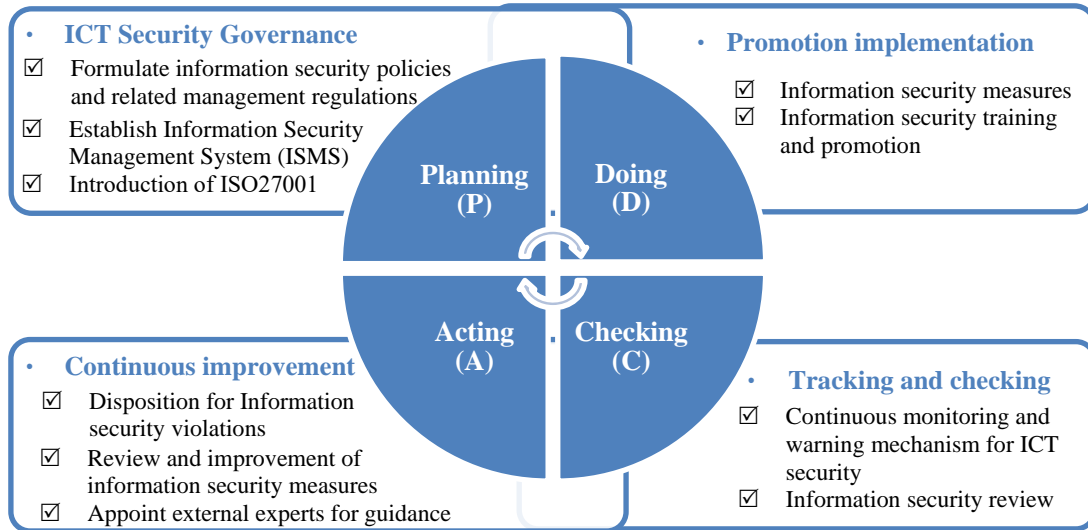 · ICT Security Governance
☑ Formulate information security policies
and related management regulations
☑ Establish Information Security
Management System (ISMS)
☑ Introduction of ISO27001
· Promotion implementation
☑ Information security measures
☑ Information security training
and promotion
Planning
(P)
Doing
(D)
Acting
(A)
Checking
(C)
· Continuous improvement
☑ Disposition for Information
security violations
☑ Review and improvement of
information security measures
☑ Appoint external experts for guidance
· Tracking and checking
☑ Continuous monitoring and
warning mechanism for ICT
security
☑ Information security review